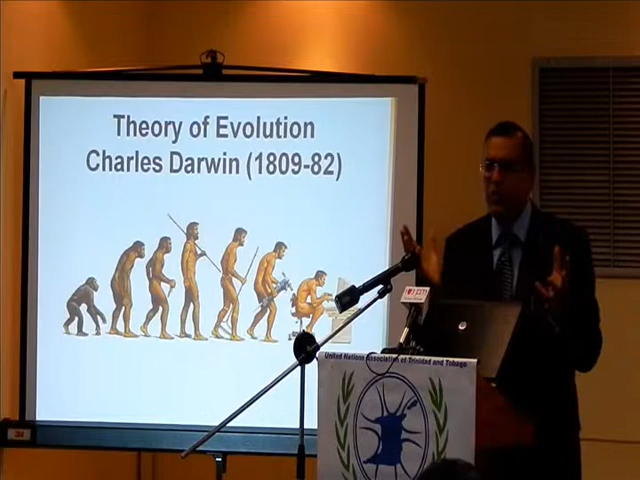 Theory of Evolution
Charles Darwin (1809-82)
United Nations Association of Trinidad and Tobago